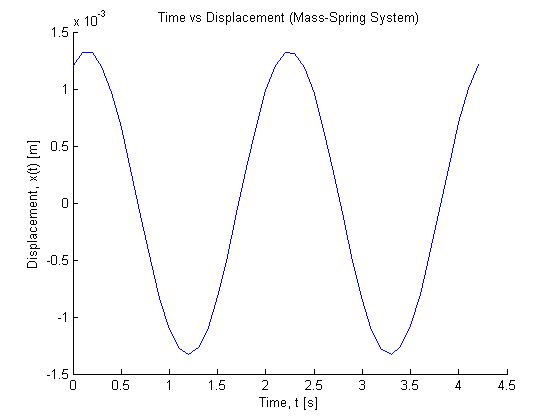 Time vs Displacement (Mass-Spring System)
x 10^-3
1.5
1
0.5
0
-0.5
-1
-1.5
Displacement, x(t) [m]
0 0.5 1 1.5 2 2.5 3 3.5 4 4.5
Time, t [s]